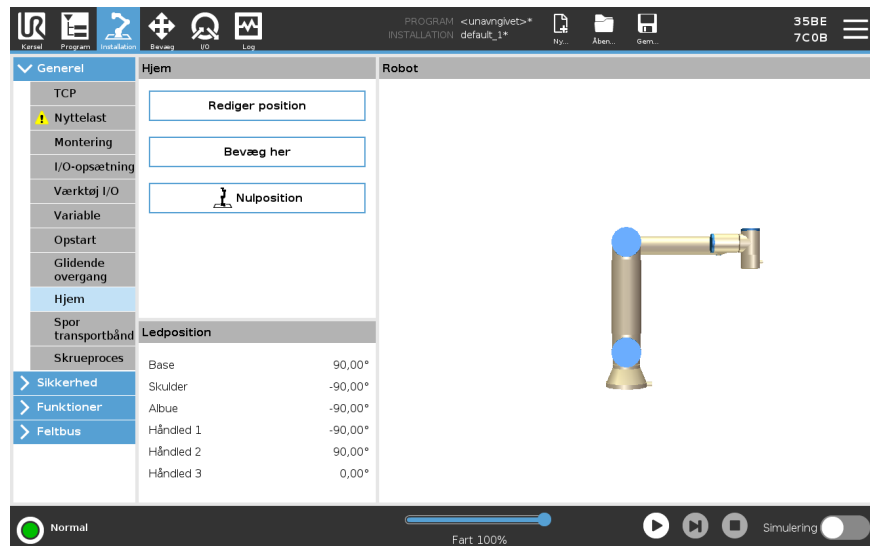 PROGRAM <unavngivet>*
INSTALLATION default_1*
35BE
7C0B
Kørsel Program Installation Bevæg I/O Log Ny... Åben... Gem...
Generel
Hjem
Robot
TCP
Nyttelast
Montering
I/O-opsætning
Værktøj I/O
Variable
Opstart
Glidende
overgang
Hjem
Spor
transportbånd
Skrueproces
Sikkerhed
Funktioner
Feltbus
Rediger position
Bevæg her
Nulposition
Ledposition
Base 90,00°
Skulder -90,00°
Albue -90,00°
Håndled 1 -90,00°
Håndled 2 90,00°
Håndled 3 0,00°
Normal
Fart 100%
Simulering